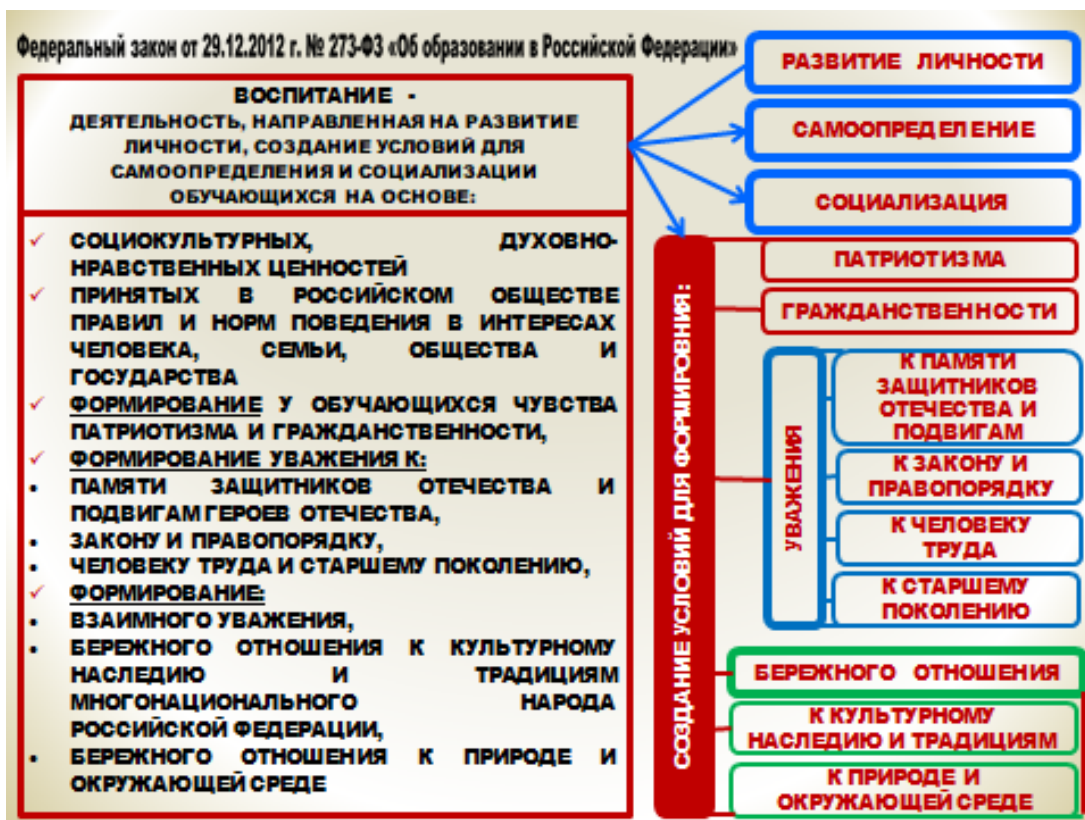 Федеральный закон от 29.12.2012 г. № 273-ФЗ «Об образовании в Российской Федерации»
ВОСПИТАНИЕ -
ДЕЯТЕЛЬНОСТЬ, НАПРАВЛЕННАЯ НА РАЗВИТИЕ
ЛИЧНОСТИ, СОЗДАНИЕ УСЛОВИЙ ДЛЯ
САМООПРЕДЕЛЕНИЯ И СОЦИАЛИЗАЦИИ
ОБУЧАЮЩИХСЯ НА ОСНОВЕ:
✓ СОЦИОКУЛЬТУРНЫХ, ДУХОВНО-
НРАВСТВЕННЫХ ЦЕННОСТЕЙ
✓ ПРИНЯТЫХ В РОССИЙСКОМ ОБЩЕСТВЕ
ПРАВИЛ И НОРМ ПОВЕДЕНИЯ В ИНТЕРЕСАХ
ЧЕЛОВЕКА, СЕМЬИ, ОБЩЕСТВА И
ГОСУДАРСТВА
✓ ФОРМИРОВАНИЕ У ОБУЧАЮЩИХСЯ ЧУВСТВА
ПАТРИОТИЗМА И ГРАЖДАНСТВЕННОСТИ,
✓ ФОРМИРОВАНИЕ УВАЖЕНИЯ К:
• ПАМЯТИ ЗАЩИТНИКОВ ОТЕЧЕСТВА И
ПОДВИГАМ ГЕРОЕВ ОТЕЧЕСТВА,
• ЗАКОНУ И ПРАВОПОРЯДКУ,
• ЧЕЛОВЕКУ ТРУДА И СТАРШЕМУ ПОКОЛЕНИЮ,
✓ ФОРМИРОВАНИЕ:
• ВЗАИМНОГО УВАЖЕНИЯ,
• БЕРЕЖНОГО ОТНОШЕНИЯ К КУЛЬТУРНОМУ
НАСЛЕДИЮ И ТРАДИЦИЯМ
МНОГОНАЦИОНАЛЬНОГО НАРОДА
РОССИЙСКОЙ ФЕДЕРАЦИИ,
• БЕРЕЖНОГО ОТНОШЕНИЯ К ПРИРОДЕ И
ОКРУЖАЮЩЕЙ СРЕДЕ
РАЗВИТИЕ ЛИЧНОСТИ
САМООПРЕДЕЛЕНИЕ
СОЦИАЛИЗАЦИЯ
СОЗДАНИЕ УСЛОВИЙ ДЛЯ ФОРМИРОВНИЯ:
ПАТРИОТИЗМА
ГРАЖДАНСТВЕННОСТИ
УВАЖЕНИЯ
К ПАМЯТИ
ЗАЩИТНИКОВ
ОТЕЧЕСТВА И
ПОДВИГАМ
К ЗАКОНУ И
ПРАВОПОРЯДКУ
К ЧЕЛОВЕКУ
ТРУДА
К СТАРШЕМУ
ПОКОЛЕНИЮ
БЕРЕЖНОГО ОТНОШЕНИЯ
К КУЛЬТУРНОМУ
НАСЛЕДИЮ И ТРАДИЦИЯМ
К ПРИРОДЕ И
ОКРУЖАЮЩЕЙ СРЕДЕ